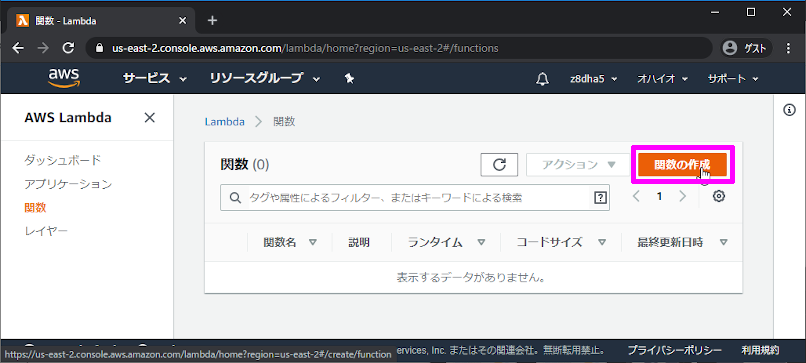 関数 - Lambda
us-east-2.console.aws.amazon.com/lambda/home?region=us-east-2#/functions
ゲスト
aws サービス リソースグループ z8dha5 オハイオ サポート
AWS Lambda
ダッシュボード
アプリケーション
関数
レイヤー
Lambda > 関数
関数 (0) アクション 関数の作成
タグや属性によるフィルター、またはキーワードによる検索 ? 1
関数名 説明 ランタイム コードサイズ 最終更新日時
表示するデータがありません。
https://us-east-2.console.aws.amazon.com/lambda/home?region=us-east-2#/create/function
ervices, Inc. またはその関連会社。無断転用禁止。 プライバシーポリシー 利用規約